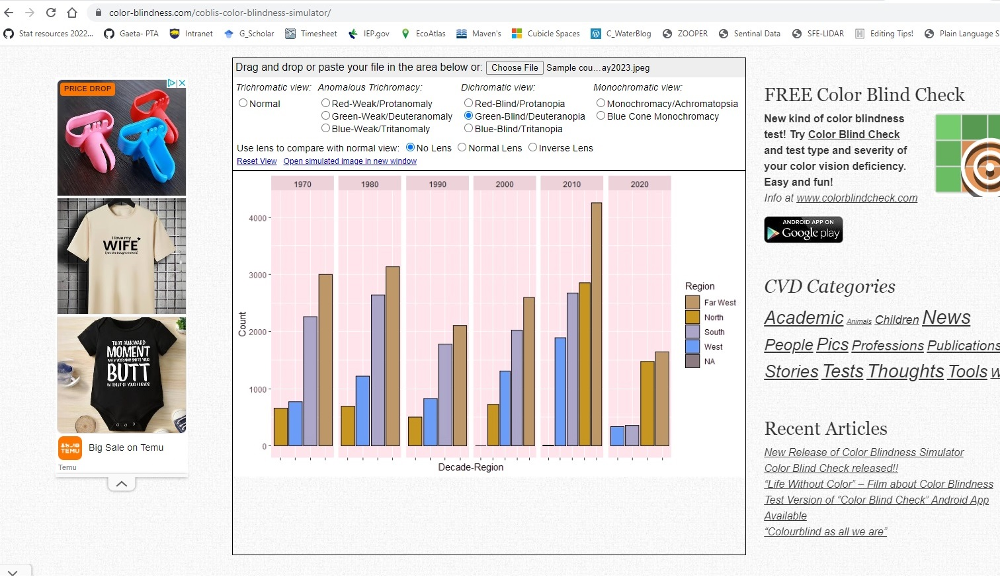 color-blindness.com/coblis-color-blindness-simulator/
Stat resources 2022... Gaeta- PTA Intranet G_Scholar Timesheet IEP.gov EcoAtlas Maven's Cubicle Spaces C_WaterBlog ZOOPER Sentinal Data SFE-LIDAR Editing Tips! Plain Language S
PRICE DROP
I love my
WIFE
(yes she bought me this)
THAT AWKWARD
MOMENT
BUTT
IN FRONT OF YOUR FRIENDS
TEMU
Big Sale on Temu
Temu
Drag and drop or paste your file in the area below or: Choose File Sample cou...ay2023.jpeg
Trichromatic view: Anomalous Trichromacy: Dichromatic view: Monochromatic view:
Normal Red-Weak/Protanomaly Red-Blind/Protanopia Monochromacy/Achromatopsia
Green-Weak/Deuteranomaly Green-Blind/Deuteranopia Blue Cone Monochromacy
Blue-Weak/Tritanomaly Blue-Blind/Tritanopia
Use lens to compare with normal view: No Lens Normal Lens Inverse Lens
Reset View Open simulated image in new window
1970 1980 1990 2000 2010 2020
4000
3000
2000
1000
0
Count
Decade-Region
Region
Far West
North
South
West
NA
FREE Color Blind Check
New kind of color blindness
test! Try Color Blind Check
and test type and severity of
your color vision deficiency.
Easy and fun!
Info at www.colorblindcheck.com
ANDROID APP ON
Google play
CVD Categories
Academic Animals Children News
People Pics Professions Publications
Stories Tests Thoughts Tools W
Recent Articles
New Release of Color Blindness Simulator
Color Blind Check released!!
“Life Without Color” – Film about Color Blindness
Test Version of “Color Blind Check” Android App
Available
“Colourblind as all we are”